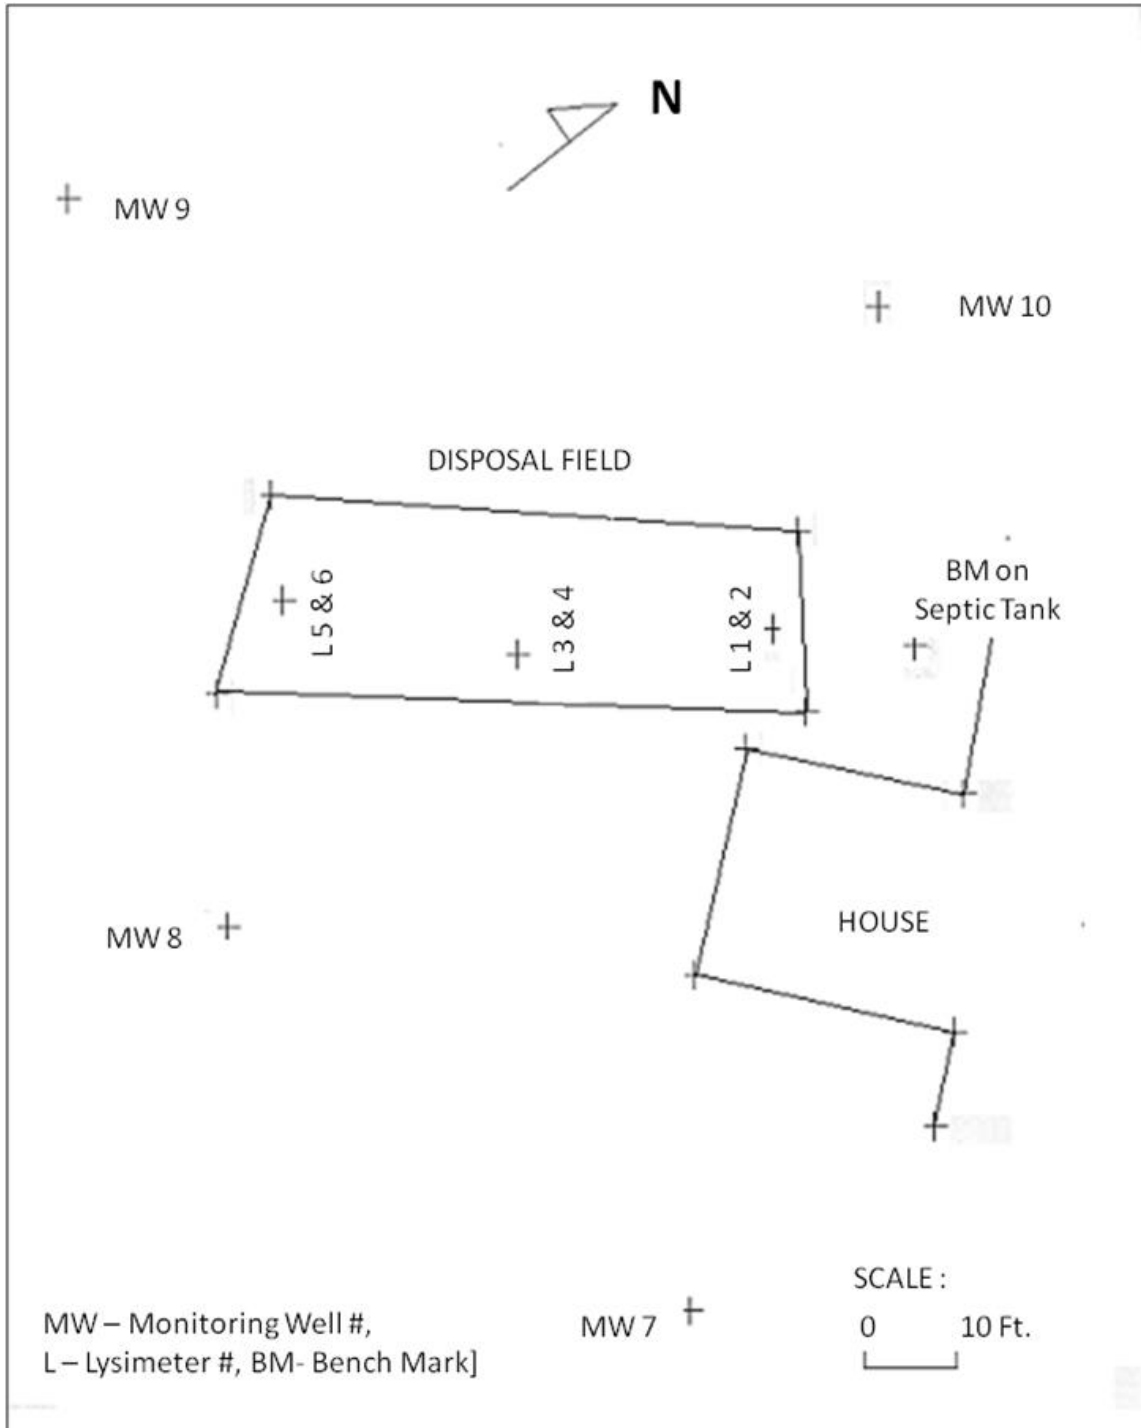 N
MW 9
MW 10
DISPOSAL FIELD
L 5 & 6
L 3 & 4
L 1 & 2
BM on
Septic Tank
HOUSE
MW 8
SCALE :
0 10 Ft.
MW 7
MW – Monitoring Well #,
L – Lysimeter #, BM- Bench Mark]